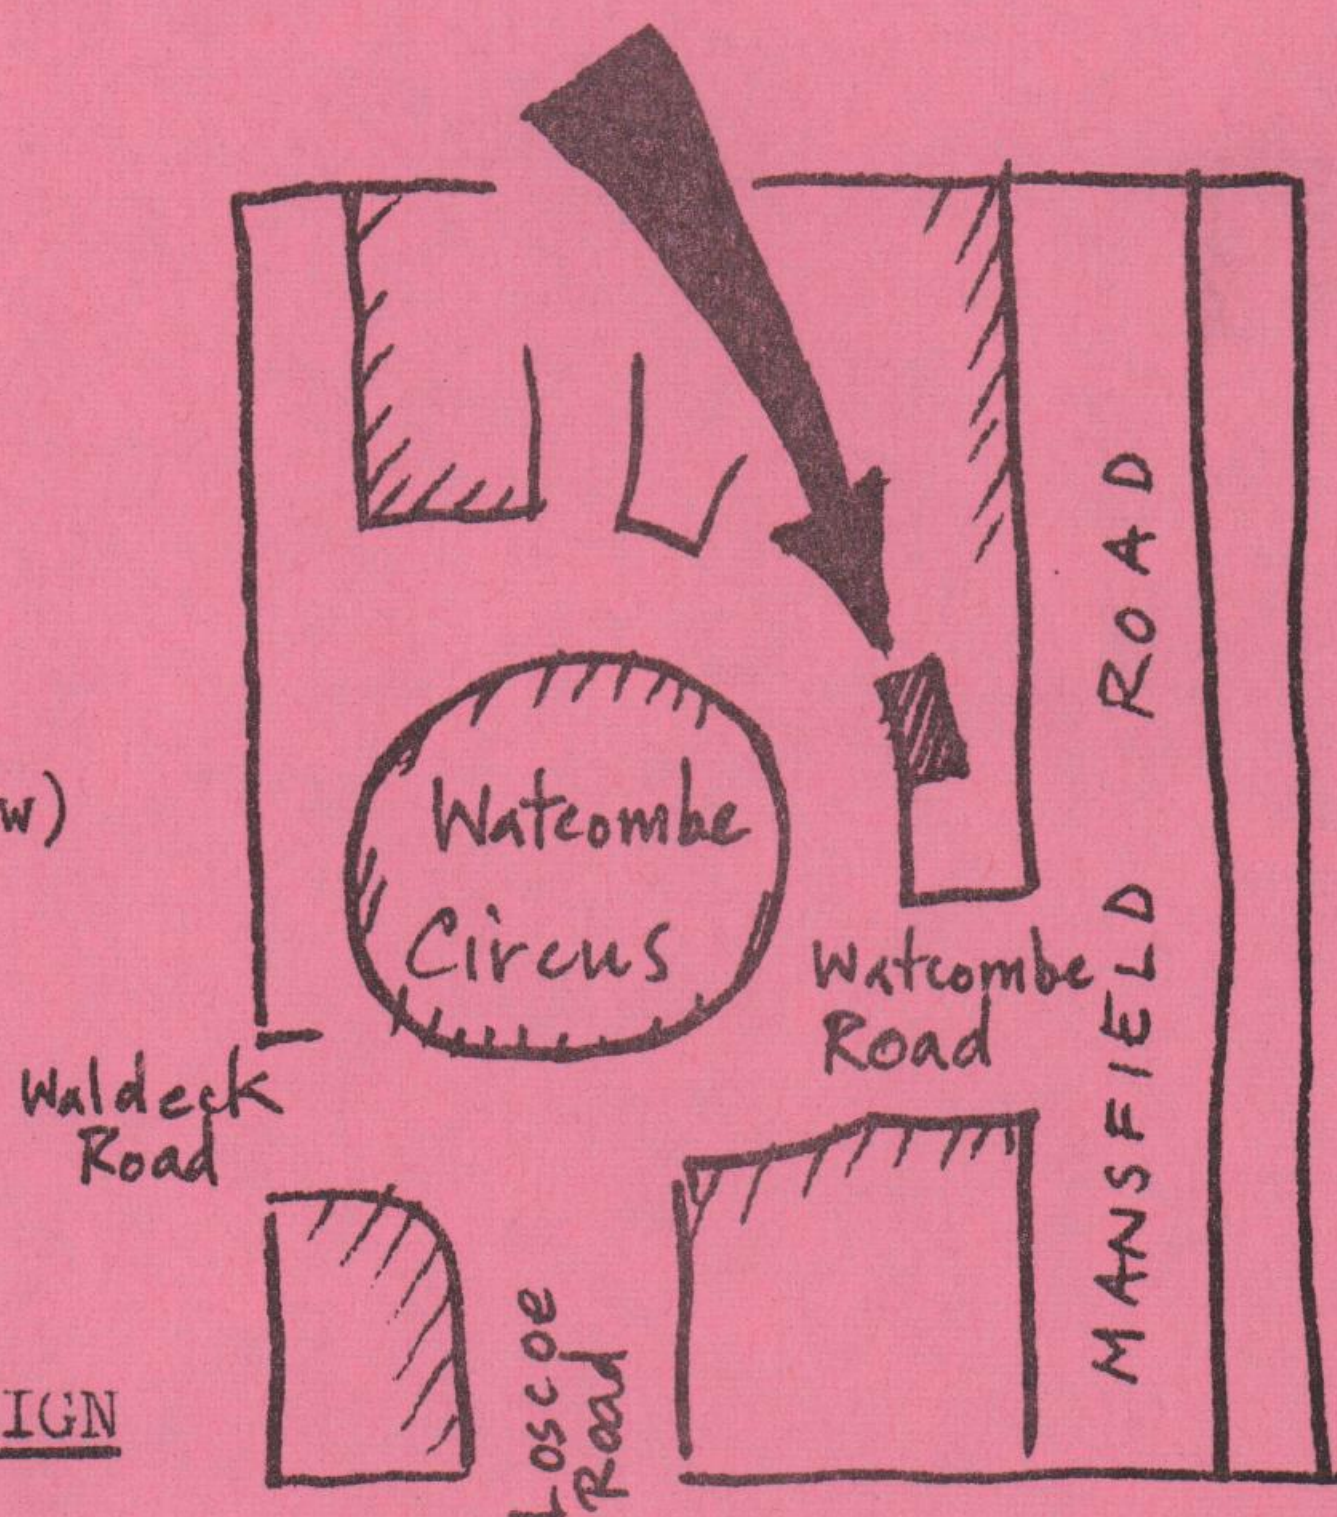 w)
Watcombe
Circus
Watcombe
Road
MANSFIELD ROAD
Waldeck
Road
Loscoe
Road
IGN